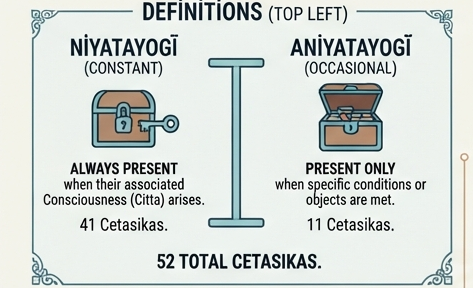 DEFINITIONS (TOP LEFT)
NİYATAYOGĪ
(CONSTANT)
ALWAYS PRESENT
when their associated
Consciousness (Citta) arises.
41 Cetasikas.
ANİYATAYOGĪ
(OCCASIONAL)
PRESENT ONLY
when specific conditions or
objects are met.
11 Cetasikas.
52 TOTAL CETASIKAS.